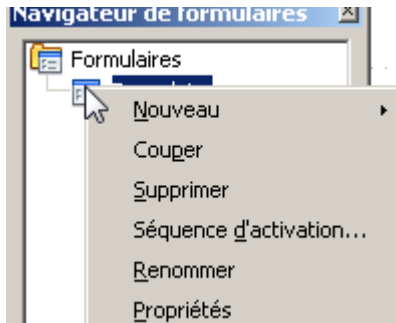 Navigateur de formulaires
Formulaires
Nouveau
Couper
Supprimer
Séquence d'activation...
Renommer
Propriétés